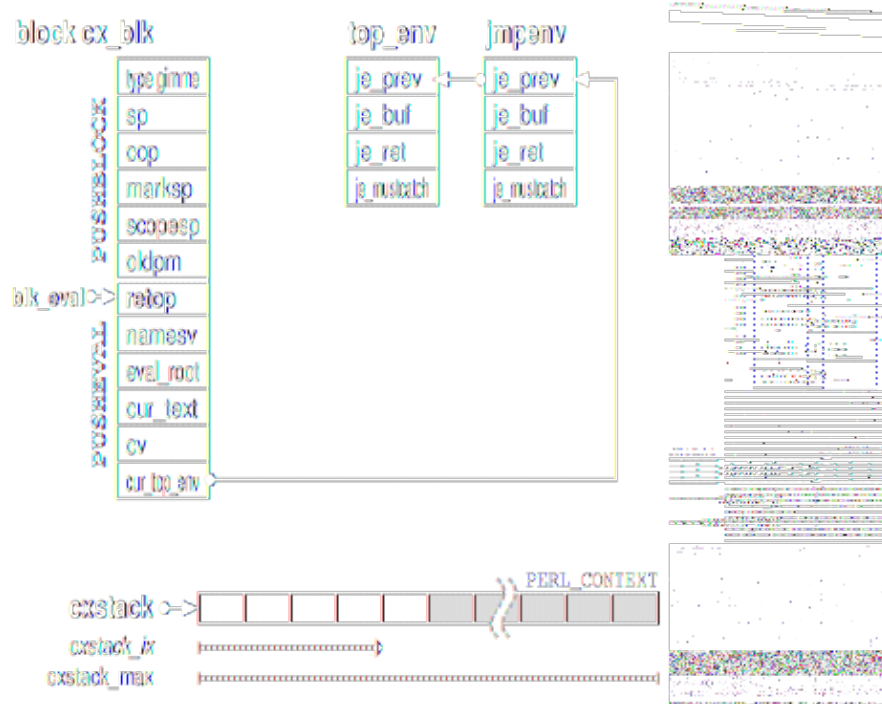 block cx_blk
type gimme
sp
cop
marksp
scopesp
oldpm
retop
namesv
eval_root
cur_text
cv
cur_top_env
PUSHBLOCK
PUSHEVAL
blk_eval
top_env
je_prev
je_buf
je_ret
je_mustcatch
jmpenv
je_prev
je_buf
je_ret
je_mustcatch
PERL_CONTEXT
cxstack
cxstack_ix
cxstack_max